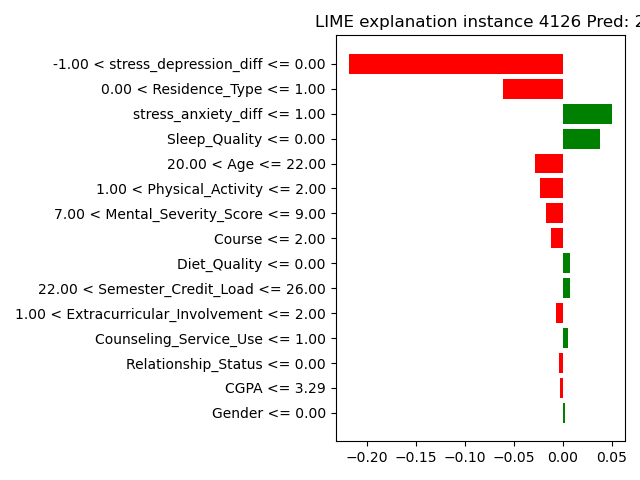 LIME explanation instance 4126 Pred: 2
-1.00 < stress_depression_diff <= 0.00
0.00 < Residence_Type <= 1.00
stress_anxiety_diff <= 1.00
Sleep_Quality <= 0.00
20.00 < Age <= 22.00
1.00 < Physical_Activity <= 2.00
7.00 < Mental_Severity_Score <= 9.00
Course <= 2.00
Diet_Quality <= 0.00
22.00 < Semester_Credit_Load <= 26.00
1.00 < Extracurricular_Involvement <= 2.00
Counseling_Service_Use <= 1.00
Relationship_Status <= 0.00
CGPA <= 3.29
Gender <= 0.00
−0.20 −0.15 −0.10 −0.05 0.00 0.05